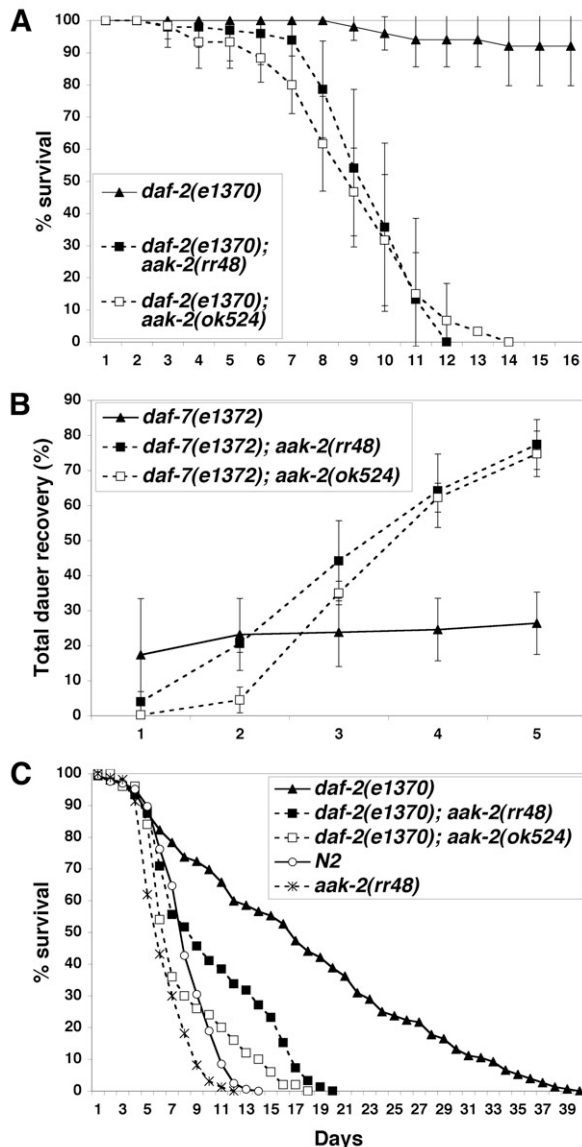 A
100
90
80
70
60
50
40
30
20
10
0
% survival
daf-2(e1370)
daf-2(e1370);
aak-2(rr48)
daf-2(e1370);
aak-2(ok524)
1 2 3 4 5 6 7 8 9 10 11 12 13 14 15 16
B
90
80
70
60
50
40
30
20
10
0
Total dauer recovery (%)
daf-7(e1372)
daf-7(e1372); aak-2(rr48)
daf-7(e1372); aak-2(ok524)
1 2 3 4 5
C
100
90
80
70
60
50
40
30
20
10
0
% survival
daf-2(e1370)
daf-2(e1370); aak-2(rr48)
daf-2(e1370); aak-2(ok524)
N2
aak-2(rr48)
1 3 5 7 9 11 13 15 17 19 21 23 25 27 29 31 33 35 37 39
Days